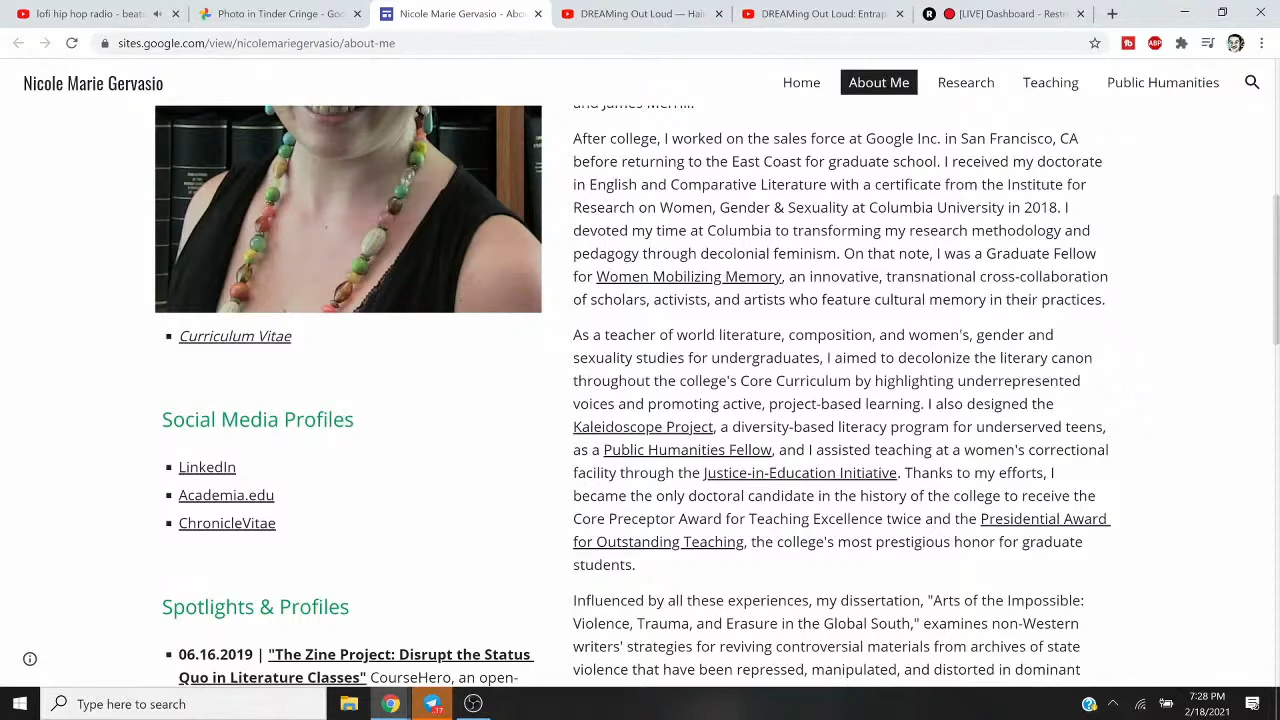 lofi hip hop radio - beats
Photo in Tinder Cringe - Go
Nicole Marie Gervasio - Abo
DREAMing Out Loud — Hai
DREAMing Out Loud: Entrap
[LIVE] Dashboard - Restre
sites.google.com/view/nicolemariegervasio/about-me
Nicole Marie Gervasio
Home
About Me
Research
Teaching
Public Humanities
and James Merrill.
After college, I worked on the sales force at Google Inc. in San Francisco, CA
before returning to the East Coast for graduate school. I received my doctorate
in English and Comparative Literature with a certificate from the Institute for
Research on Women, Gender & Sexuality at Columbia University in 2018. I
devoted my time at Columbia to transforming my research methodology and
pedagogy through decolonial feminism. On that note, I was a Graduate Fellow
for Women Mobilizing Memory, an innovative, transnational cross-collaboration
of scholars, activists, and artists who feature cultural memory in their practices.
As a teacher of world literature, composition, and women's, gender and
sexuality studies for undergraduates, I aimed to decolonize the literary canon
throughout the college's Core Curriculum by highlighting underrepresented
voices and promoting active, project-based learning. I also designed the
Kaleidoscope Project, a diversity-based literacy program for underserved teens,
as a Public Humanities Fellow, and I assisted teaching at a women's correctional
facility through the Justice-in-Education Initiative. Thanks to my efforts, I
became the only doctoral candidate in the history of the college to receive the
Core Preceptor Award for Teaching Excellence twice and the Presidential Award
for Outstanding Teaching, the college's most prestigious honor for graduate
students.
Influenced by all these experiences, my dissertation, "Arts of the Impossible:
Violence, Trauma, and Erasure in the Global South," examines non-Western
writers' strategies for reviving controversial materials from archives of state
violence that have been repressed, manipulated, and distorted in dominant
Curriculum Vitae
Social Media Profiles
LinkedIn
Academia.edu
ChronicleVitae
Spotlights & Profiles
06.16.2019 | "The Zine Project: Disrupt the Status
Quo in Literature Classes" CourseHero, an open-
Type here to search
17
7:28 PM
2/18/2021